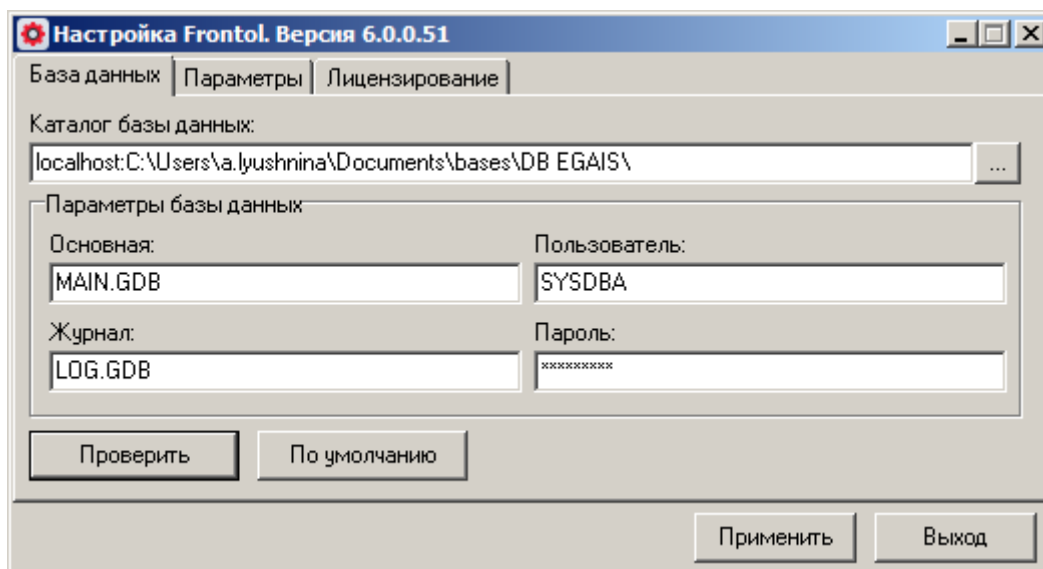 Настройка Frontol. Версия 6.0.0.51
База данных Параметры Лицензирование
Каталог базы данных:
localhost:C:\Users\a.lyushnina\Documents\bases\DB EGAIS\ ...
Параметры базы данных
Основная: Пользователь:
MAIN.GDB SYSDBA
Журнал: Пароль:
LOG.GDB *********
Проверить По умолчанию
Применить Выход